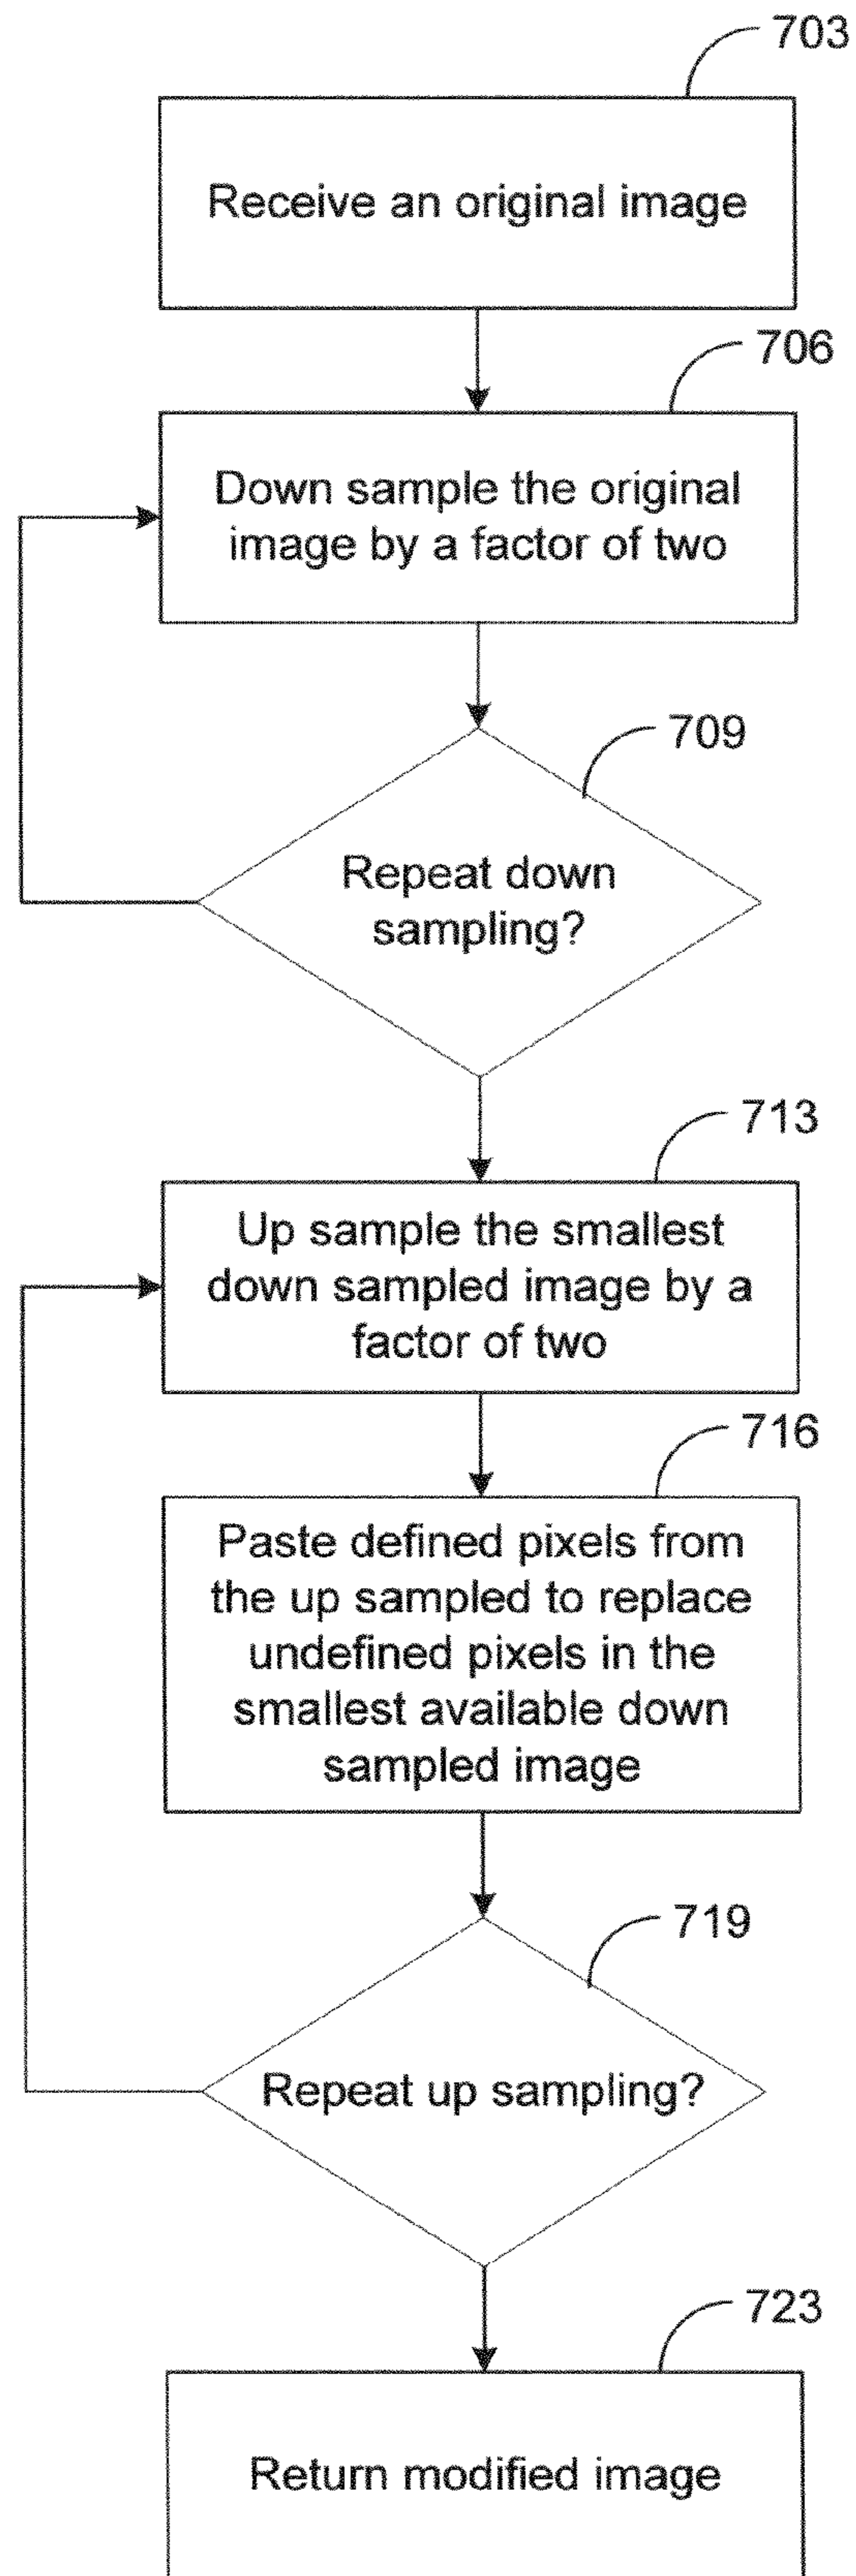 703
Receive an original image
706
Down sample the original
image by a factor of two
709
Repeat down
sampling?
713
Up sample the smallest
down sampled image by a
factor of two
716
Paste defined pixels from
the up sampled to replace
undefined pixels in the
smallest available down
sampled image
719
Repeat up sampling?
723
Return modified image